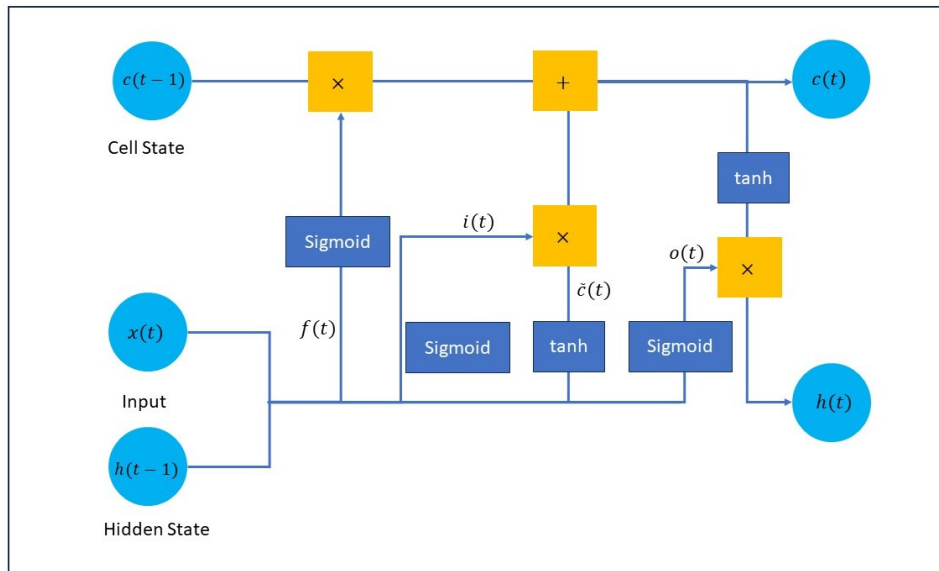 c(t − 1)
×
+
c(t)
Cell State
tanh
Sigmoid
i(t)
×
o(t)
×
č(t)
x(t)
f(t)
Sigmoid
tanh
Sigmoid
Input
h(t)
h(t−1)
Hidden State